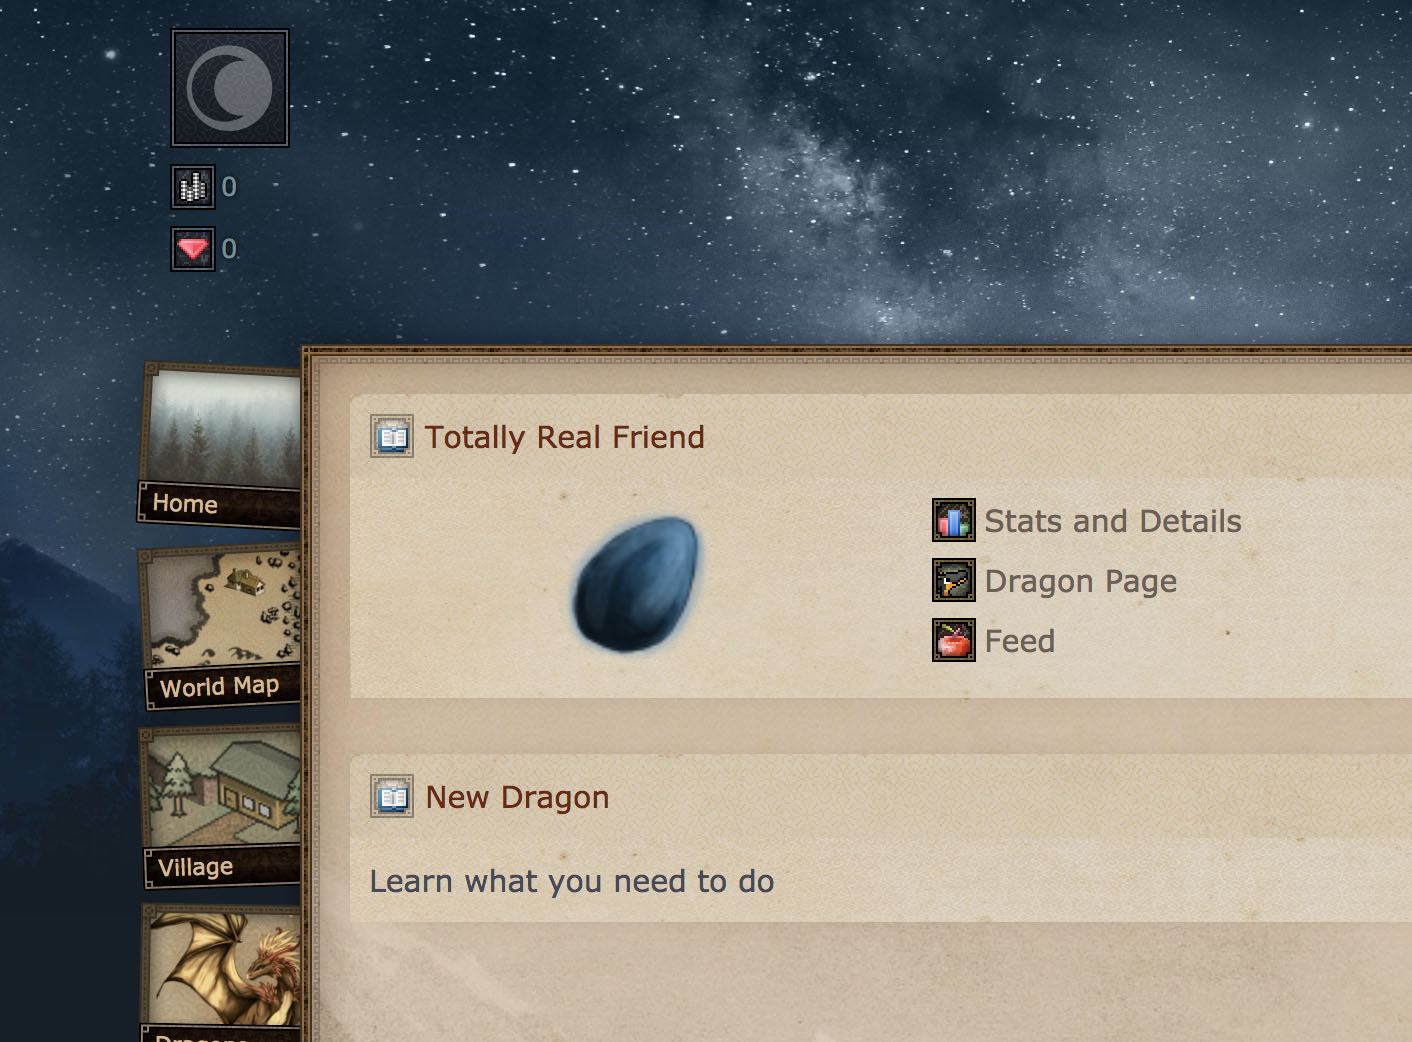 0
0
Home
World Map
Village
Totally Real Friend
Stats and Details
Dragon Page
Feed
New Dragon
Learn what you need to do